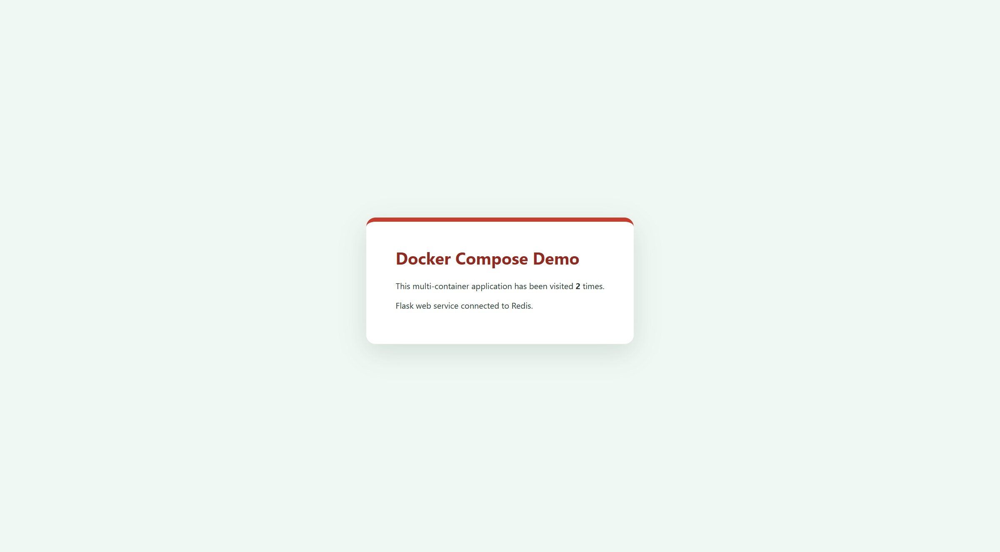 Docker Compose Demo
This multi-container application has been visited 2 times.
Flask web service connected to Redis.